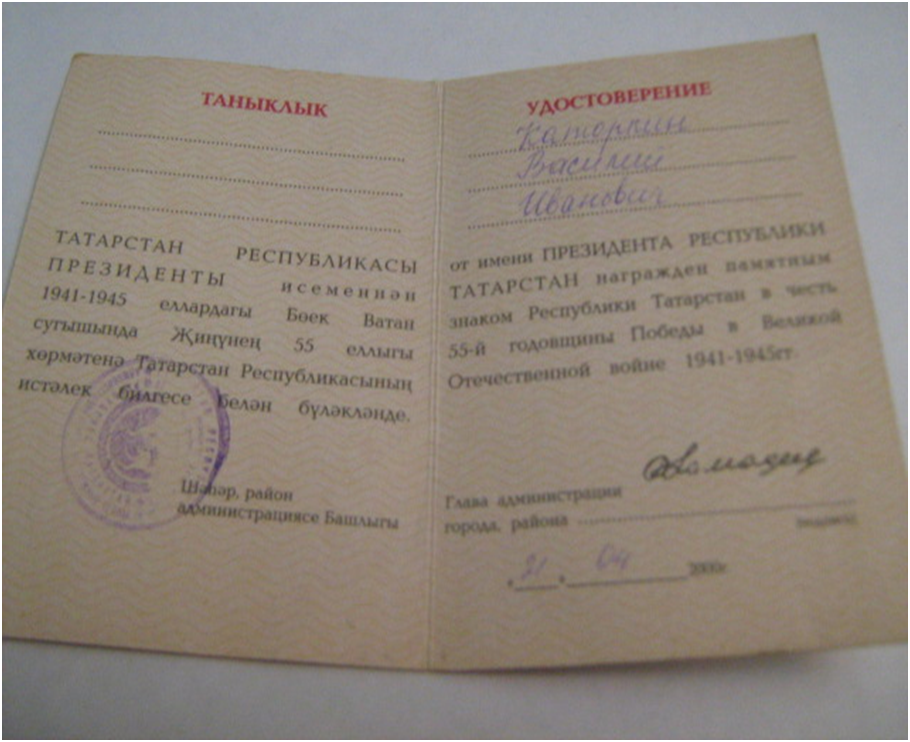 ТАНЫКЛЫК
ТАТАРСТАН РЕСПУБЛИКАСЫ
ПРЕЗИДЕНТЫ исеменнән
1941-1945 еллардагы Бөек Ватан
сугышында Җиңүнең 55 еллыгы
хөрмәтенә Татарстан Республикасының
истәлек билгесе белән бүләкләнде.
Шәһәр, район
администрациясе Башлыгы
УДОСТОВЕРЕНИЕ
Каторкин
Василий
Иванович
от имени ПРЕЗИДЕНТА РЕСПУБЛИКИ
ТАТАРСТАН награжден памятным
знаком Республики Татарстан в честь
55-й годовщины Победы в Великой
Отечественной войне 1941-1945гг.
Глава администрации
города, района
(подпись)
21 04 2000г.